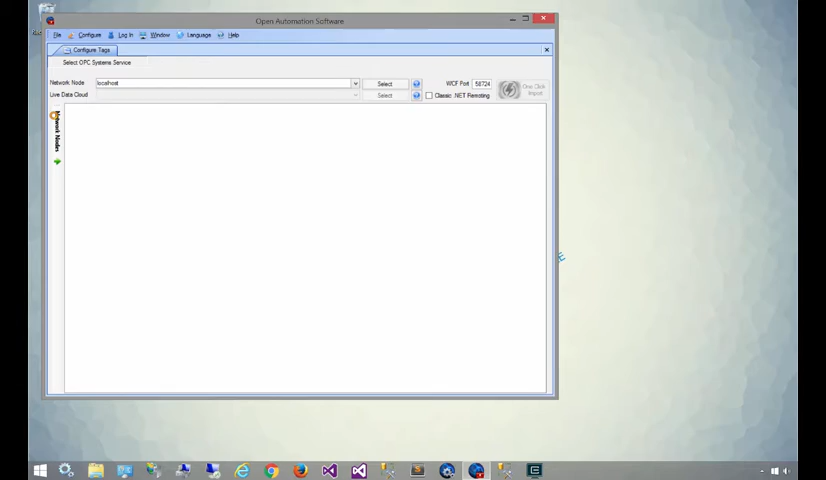 Open Automation Software
File Configure Log In Window Language Help
Configure Tags
Select OPC Systems Service
Network Node localhost Select WCF Port 58724
One Click Import
Live Data Cloud Select Classic .NET Remoting
Network Nodes
E